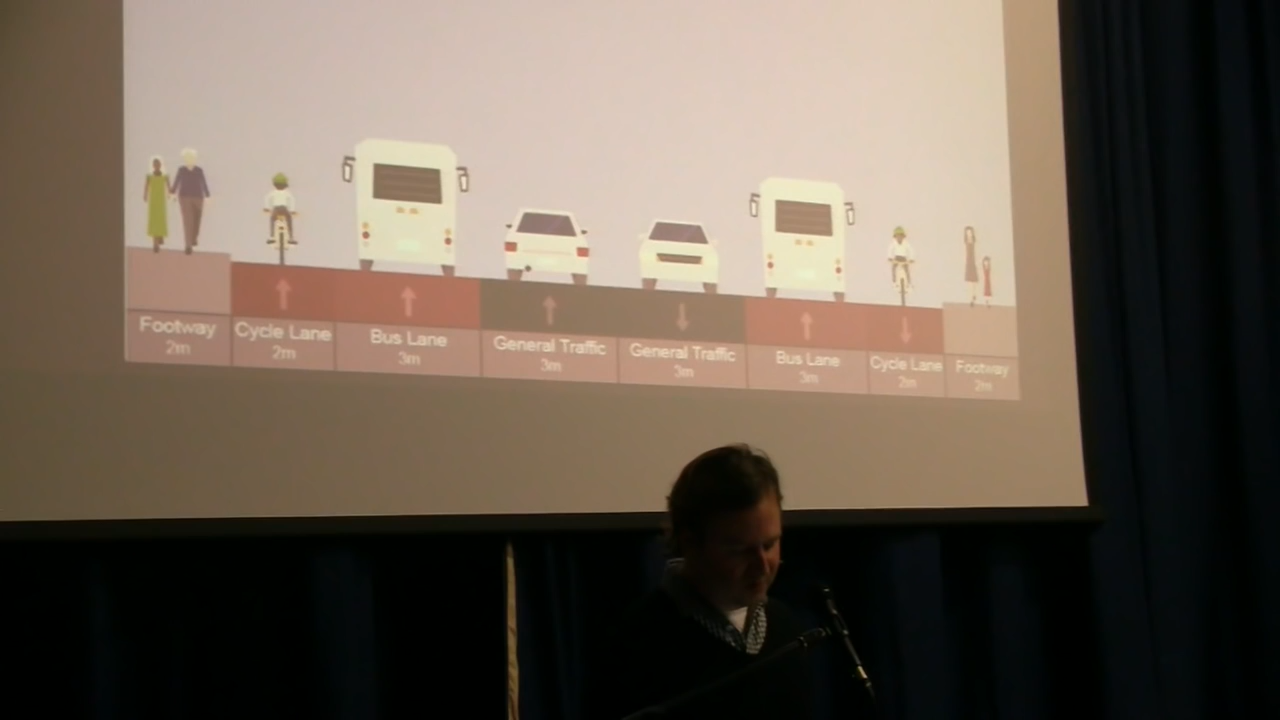 Footway
2m
Cycle Lane
2m
Bus Lane
3m
General Traffic
3m
General Traffic
3m
Bus Lane
3m
Cycle Lane
2m
Footway
2m